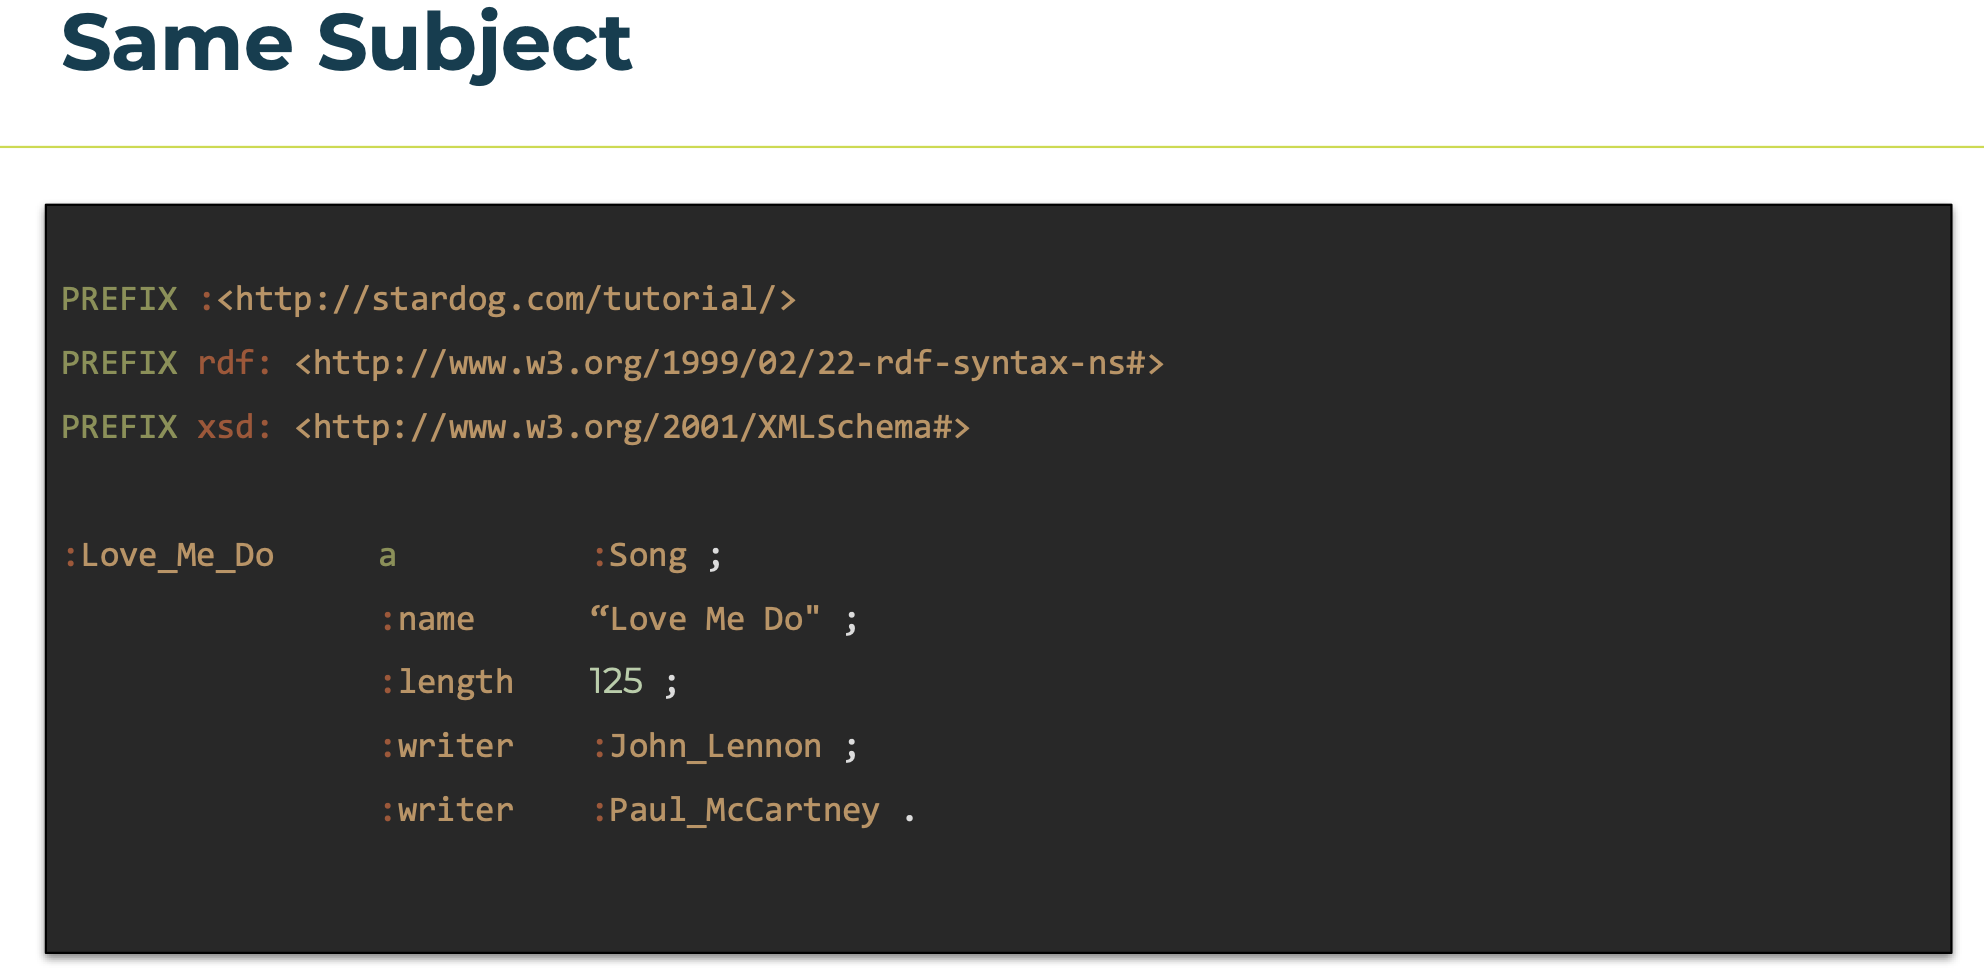 Same Subject
PREFIX :<http://stardog.com/tutorial/>
PREFIX rdf: <http://www.w3.org/1999/02/22-rdf-syntax-ns#>
PREFIX xsd: <http://www.w3.org/2001/XMLSchema#>
:Love_Me_Do a :Song ;
:name “Love Me Do" ;
:length 125 ;
:writer :John_Lennon ;
:writer :Paul_McCartney .